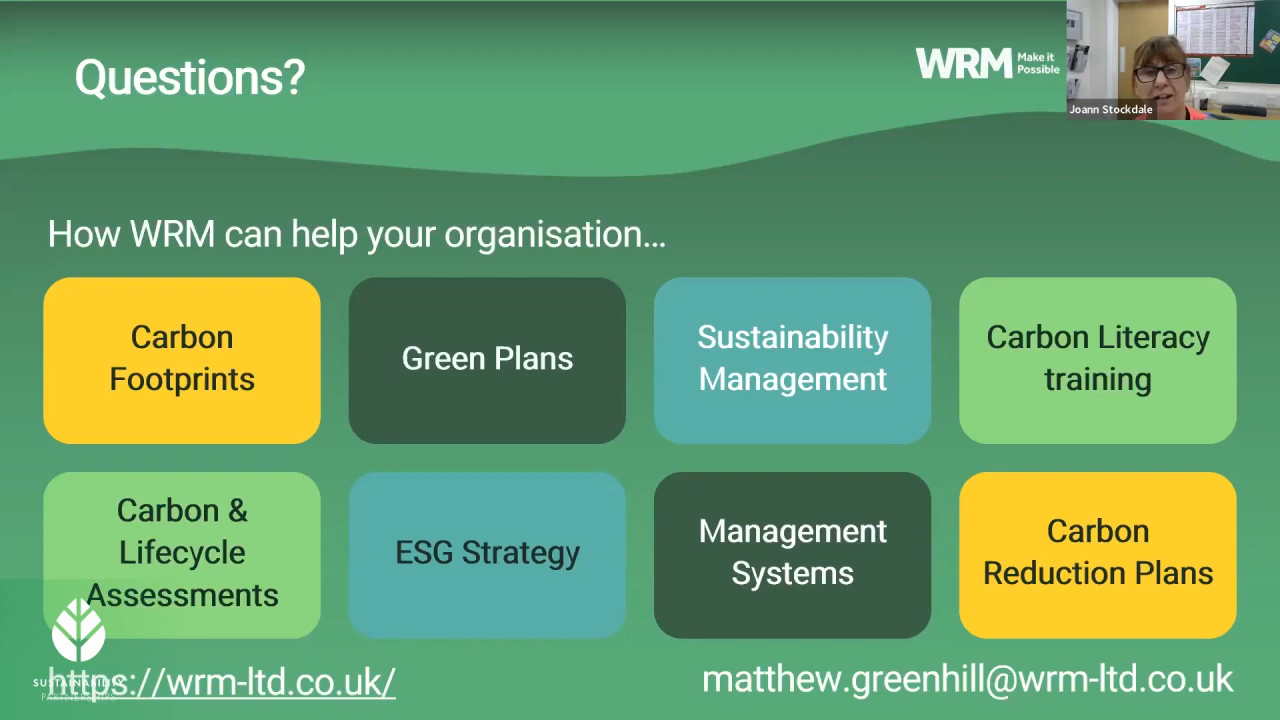 Questions?
WRM Make it
Possible
Joann Stockdale
How WRM can help your organisation...
Carbon
Footprints
Green Plans
Sustainability
Management
Carbon Literacy
training
Carbon &
Lifecycle
Assessments
ESG Strategy
Management
Systems
Carbon
Reduction Plans
SUSTAINABILITY
PARTNERSHIPS
https://wrm-ltd.co.uk/
matthew.greenhill@wrm-ltd.co.uk